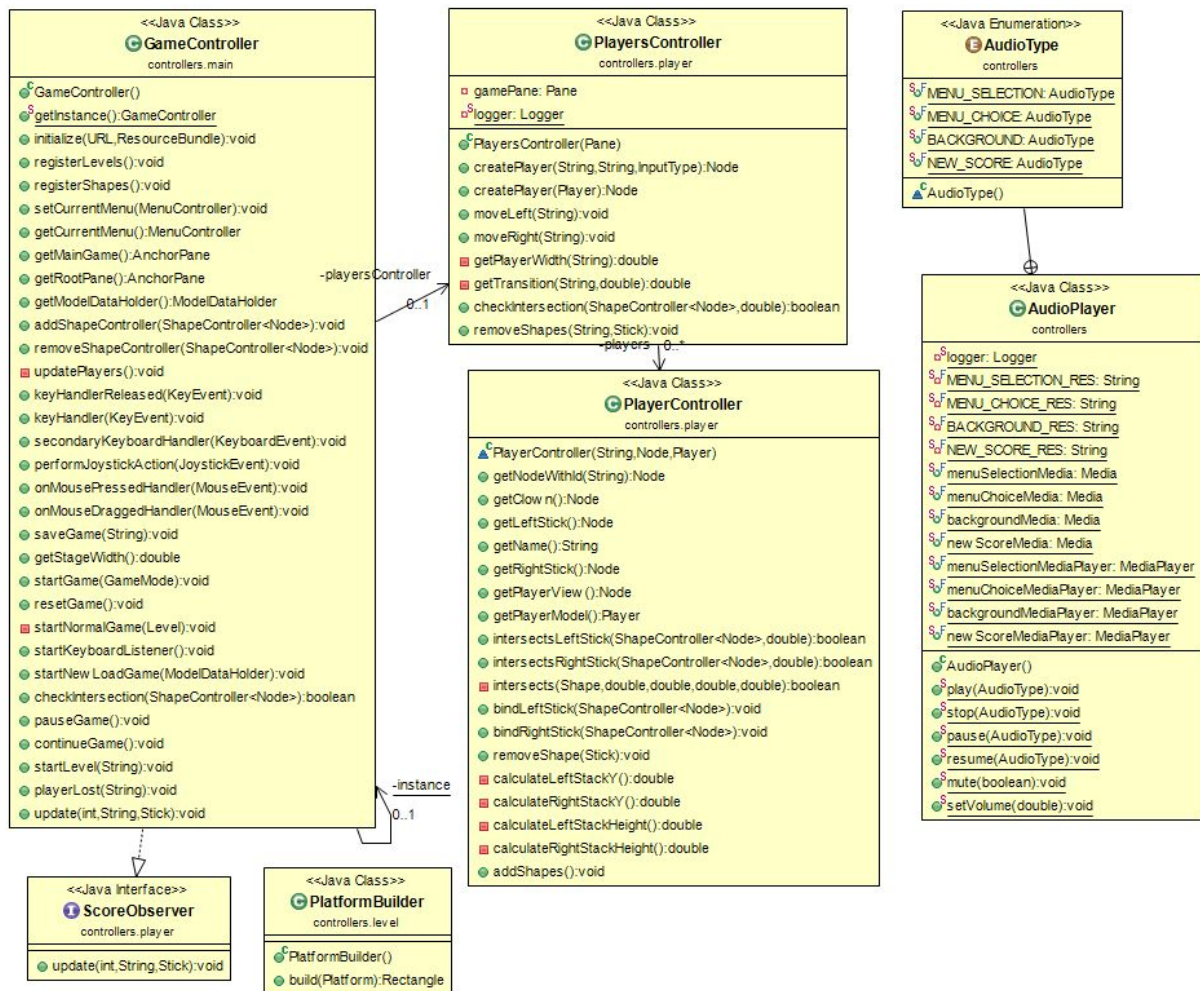 <<Java Class>>
GameController
controllers.main
GameController()
getInstance():GameController
initialize(URL,ResourceBundle):void
registerLevels():void
registerShapes():void
setCurrentMenu(MenuController):void
getCurrentMenu():MenuController
getMainGame():AnchorPane
getRootPane():AnchorPane
getModelDataHolder():ModelDataHolder
addShapeController(ShapeController<Node>):void
removeShapeController(ShapeController<Node>):void
updatePlayers():void
keyHandlerReleased(KeyEvent):void
keyHandler(KeyEvent):void
secondaryKeyboardHandler(KeyboardEvent):void
performJoystickAction(JoystickEvent):void
onMousePressedHandler(MouseEvent):void
onMouseDraggedHandler(MouseEvent):void
saveGame(String):void
getStageWidth():double
startGame(GameMode):void
resetGame():void
startNormalGame(Level):void
startKeyboardListener():void
startNewLoadGame(ModelDataHolder):void
checkIntersection(ShapeController<Node>):boolean
pauseGame():void
continueGame():void
startLevel(String):void
playerLost(String):void
update(int,String,Stick):void
-playersController
0..1
-instance
0..1
<<Java Interface>>
ScoreObserver
controllers.player
update(int,String,Stick):void
<<Java Class>>
PlatformBuilder
controllers.level
PlatformBuilder()
build(Platform):Rectangle
<<Java Class>>
PlayersController
controllers.player
gamePane: Pane
logger: Logger
PlayersController(Pane)
createPlayer(String,String,InputType):Node
createPlayer(Player):Node
moveLeft(String):void
moveRight(String):void
getPlayerWidth(String):double
getTransition(String,double):double
checkIntersection(ShapeController<Node>,double):boolean
removeShapes(String,Stick):void
-players 0..*
<<Java Class>>
PlayerController
controllers.player
PlayerController(String,Node,Player)
getNodeWithId(String):Node
getClown():Node
getLeftStick():Node
getName():String
getRightStick():Node
getPlayerView():Node
getPlayerModel():Player
intersectsLeftStick(ShapeController<Node>,double):boolean
intersectsRightStick(ShapeController<Node>,double):boolean
intersects(Shape,double,double,double,double):boolean
bindLeftStick(ShapeController<Node>):void
bindRightStick(ShapeController<Node>):void
removeShape(Stick):void
calculateLeftStackY():double
calculateRightStackY():double
calculateLeftStackHeight():double
calculateRightStackHeight():double
addShapes():void
<<Java Enumeration>>
AudioType
controllers
MENU_SELECTION: AudioType
MENU_CHOICE: AudioType
BACKGROUND: AudioType
NEW_SCORE: AudioType
AudioType()
<<Java Class>>
AudioPlayer
controllers
logger: Logger
MENU_SELECTION_RES: String
MENU_CHOICE_RES: String
BACKGROUND_RES: String
NEW_SCORE_RES: String
menuSelectionMedia: Media
menuChoiceMedia: Media
backgroundMedia: Media
newScoreMedia: Media
menuSelectionMediaPlayer: MediaPlayer
menuChoiceMediaPlayer: MediaPlayer
backgroundMediaPlayer: MediaPlayer
newScoreMediaPlayer: MediaPlayer
AudioPlayer()
play(AudioType):void
stop(AudioType):void
pause(AudioType):void
resume(AudioType):void
mute(boolean):void
setVolume(double):void